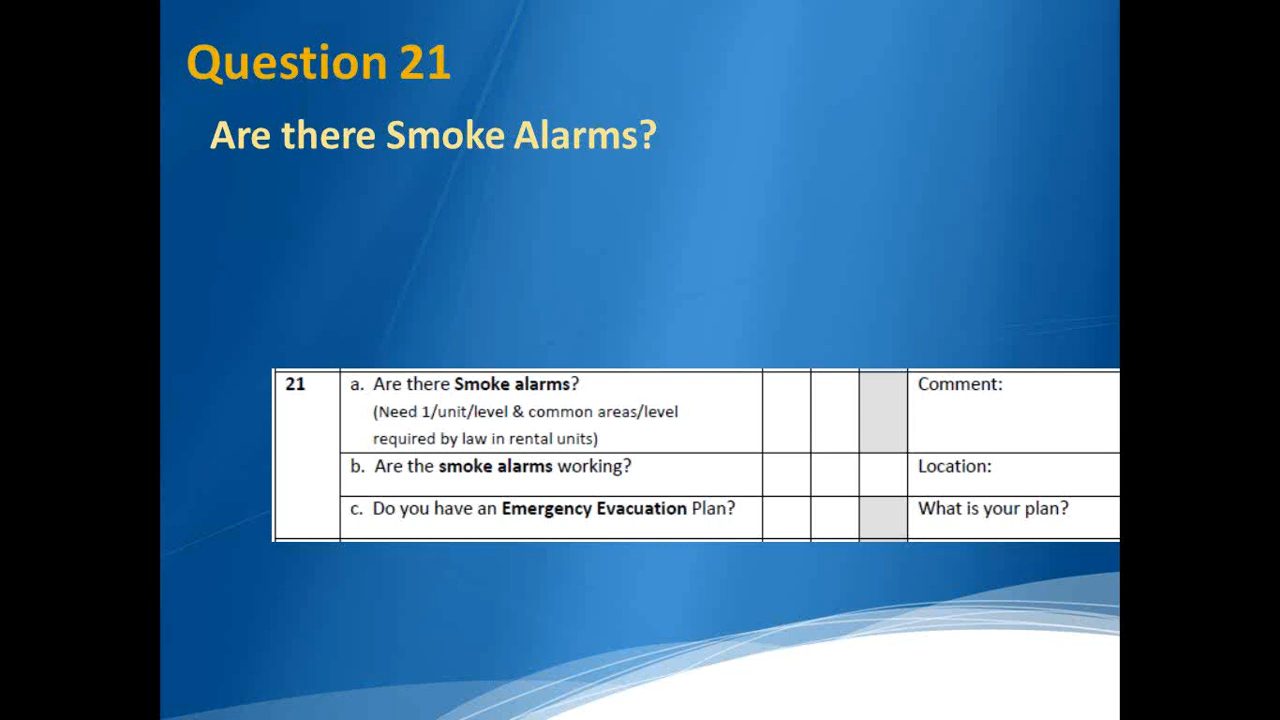 Question 21
Are there Smoke Alarms?
21 a. Are there Smoke alarms? Comment:
(Need 1/unit/level & common areas/level
required by law in rental units)
b. Are the smoke alarms working? Location:
c. Do you have an Emergency Evacuation Plan? What is your plan?